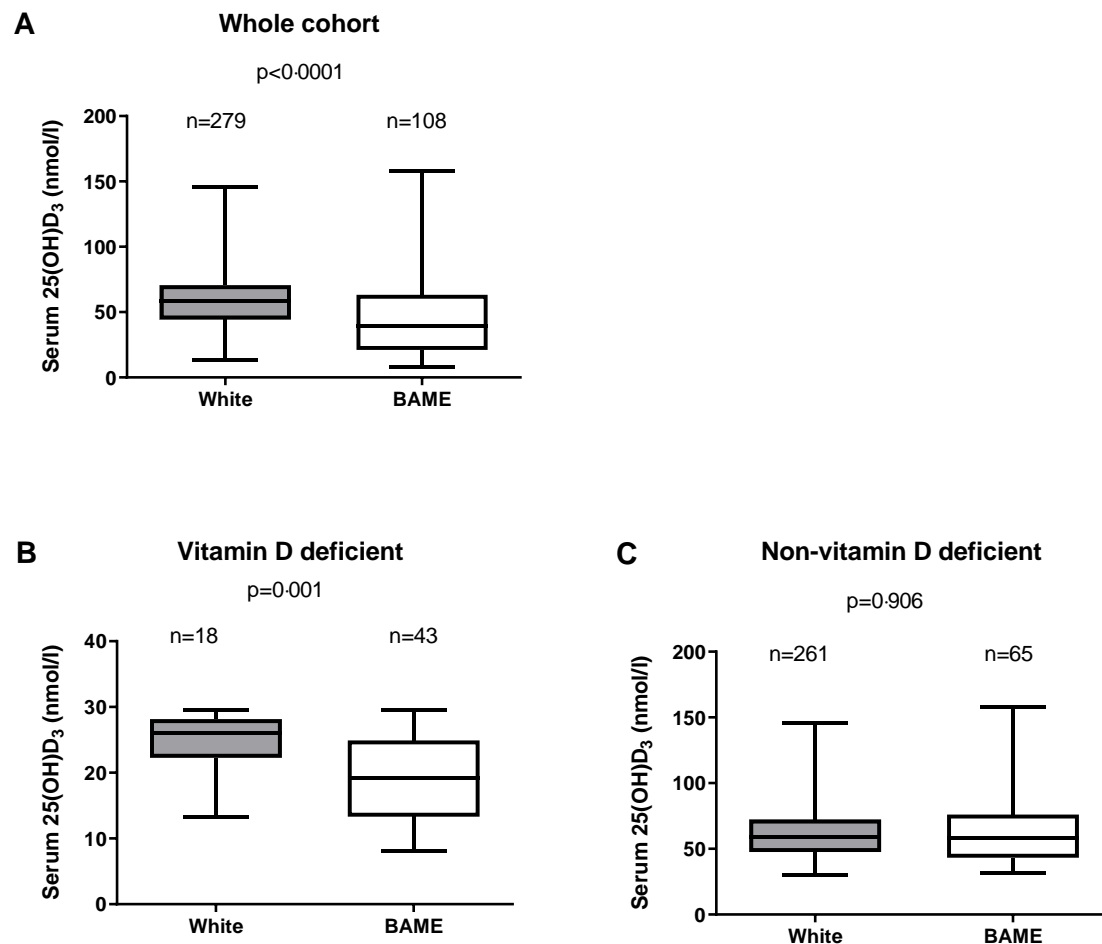 A
Whole cohort
p<0·0001
n=279
n=108
Serum 25(OH)D₃ (nmol/l)
200
150
100
50
0
White
BAME
B
Vitamin D deficient
p=0·001
n=18
n=43
Serum 25(OH)D₃ (nmol/l)
40
30
20
10
0
White
BAME
C
Non-vitamin D deficient
p=0·906
n=261
n=65
Serum 25(OH)D₃ (nmol/l)
200
150
100
50
0
White
BAME